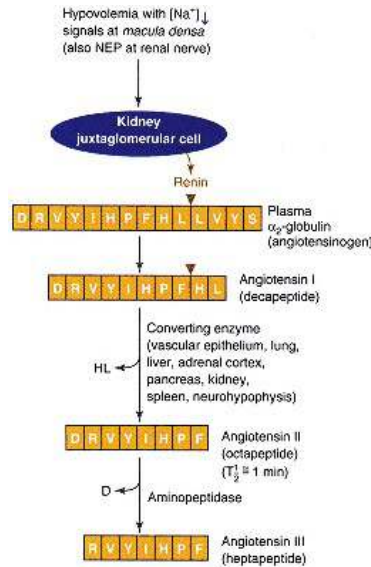 Hypovolemia with [Na⁺]↓
signals at macula densa
(also NEP at renal nerve)
Kidney
juxtaglomerular cell
Renin
D R V Y I H P F H L L V Y S
Plasma
α₂-globulin
(angiotensinogen)
D R V Y I H P F H L
Angiotensin I
(decapeptide)
Converting enzyme
(vascular epithelium, lung,
liver, adrenal cortex,
pancreas, kidney,
spleen, neurohypophysis)
HL
D R V Y I H P F
Angiotensin II
(octapeptide)
(T½ ≅ 1 min)
D
Aminopeptidase
R V Y I H P F
Angiotensin III
(heptapeptide)